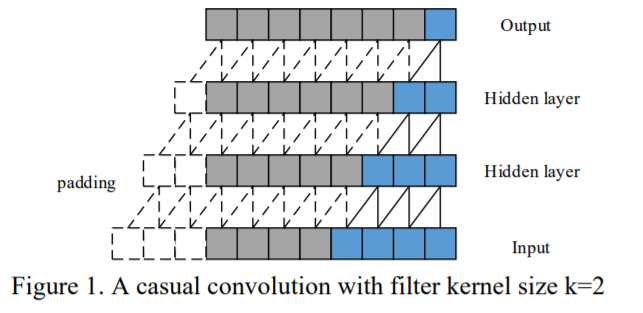 Output
Hidden layer
Hidden layer
padding
Input
Figure 1. A casual convolution with filter kernel size k=2